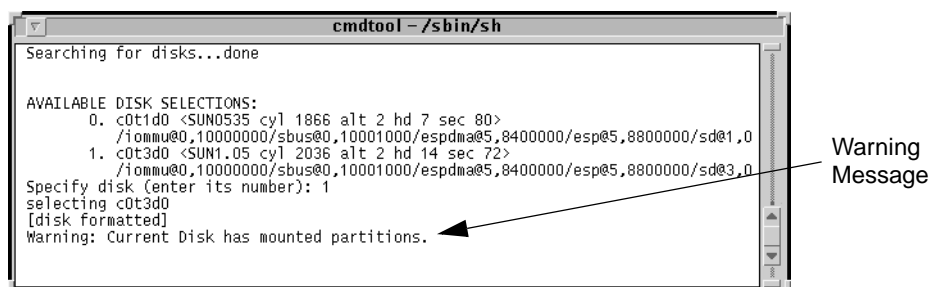 cmdtool – /sbin/sh
Searching for disks...done
AVAILABLE DISK SELECTIONS:
0. c0t1d0 <SUN0535 cyl 1866 alt 2 hd 7 sec 80>
/iommu@0,10000000/sbus@0,10001000/espdma@5,8400000/esp@5,8800000/sd@1,0
1. c0t3d0 <SUN1.05 cyl 2036 alt 2 hd 14 sec 72>
/iommu@0,10000000/sbus@0,10001000/espdma@5,8400000/esp@5,8800000/sd@3,0
Specify disk (enter its number): 1
selecting c0t3d0
[disk formatted]
Warning: Current Disk has mounted partitions.
Warning
Message